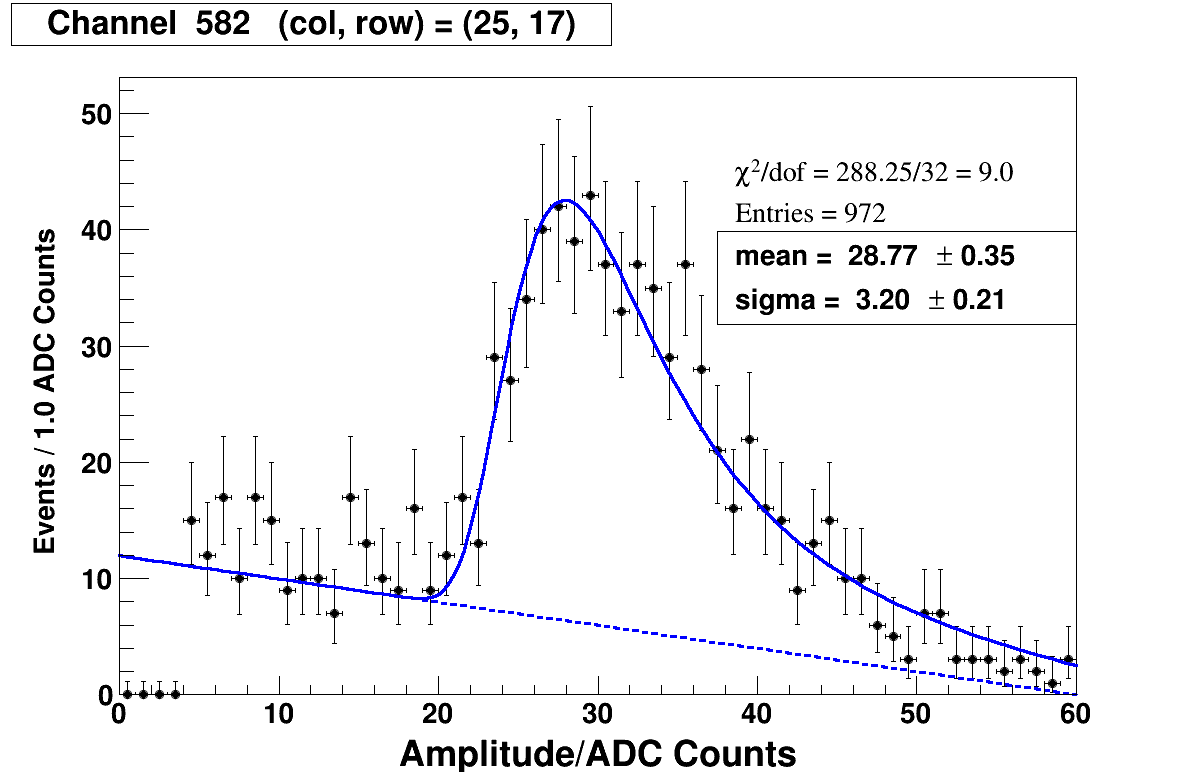 Channel 582 (col, row) = (25, 17)
χ²/dof = 288.25/32 = 9.0
Entries = 972
mean = 28.77 ± 0.35
sigma = 3.20 ± 0.21
Events / 1.0 ADC Counts
50
40
30
20
10
0
0 10 20 30 40 50 60
Amplitude/ADC Counts